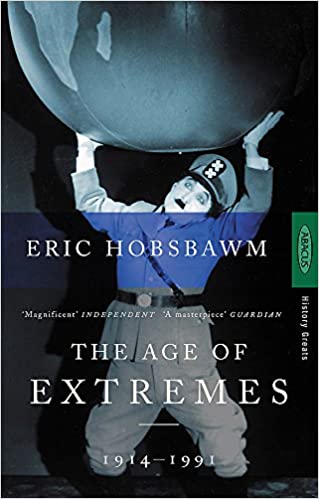 ERIC HOBSBAWM
ABACUS
History Greats
'Magnificent' INDEPENDENT 'A masterpiece' GUARDIAN
THE AGE OF
EXTREMES
1914–1991